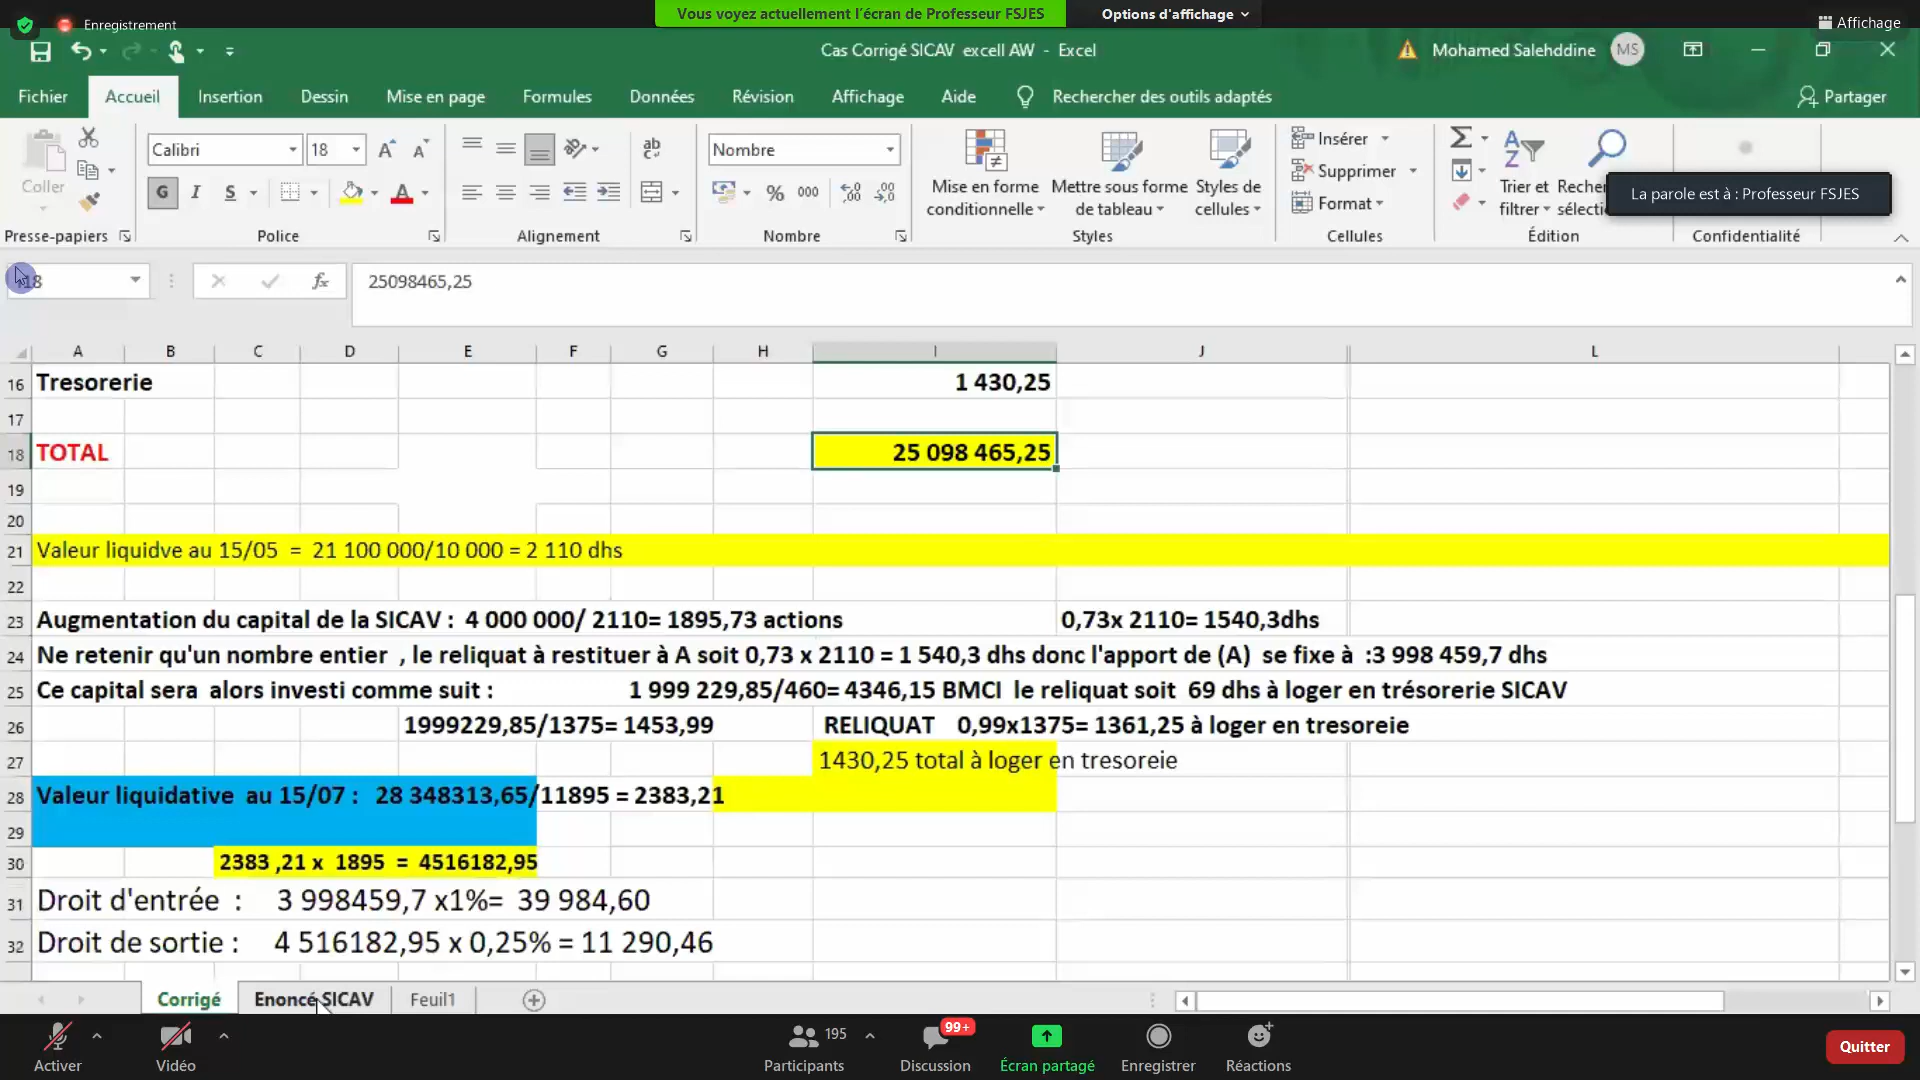 Enregistrement
Vous voyez actuellement l'écran de Professeur FSJES
Options d'affichage
Affichage
Cas Corrigé SICAV excell AW - Excel
Mohamed Salehddine
MS
Fichier
Accueil
Insertion
Dessin
Mise en page
Formules
Données
Révision
Affichage
Aide
Rechercher des outils adaptés
Partager
Coller
Presse-papiers
Calibri
18
G I S
Police
Alignement
Nombre
% 000
Nombre
Mise en forme conditionnelle
Mettre sous forme de tableau
Styles de cellules
Styles
Insérer
Supprimer
Format
Cellules
Trier et filtrer
Édition
La parole est à : Professeur FSJES
Confidentialité
fx
25098465,25
A B C D E F G H I J L
16 Tresorerie 1 430,25
17
18 TOTAL 25 098 465,25
19
20
21 Valeur liquidve au 15/05 = 21 100 000/10 000 = 2 110 dhs
22
23 Augmentation du capital de la SICAV : 4 000 000/ 2110= 1895,73 actions 0,73x 2110= 1540,3dhs
24 Ne retenir qu'un nombre entier , le reliquat à restituer à A soit 0,73 x 2110 = 1 540,3 dhs donc l'apport de (A) se fixe à :3 998 459,7 dhs
25 Ce capital sera alors investi comme suit : 1 999 229,85/460= 4346,15 BMCI le reliquat soit 69 dhs à loger en trésorerie SICAV
26 1999229,85/1375= 1453,99 RELIQUAT 0,99x1375= 1361,25 à loger en tresoreie
27 1430,25 total à loger en tresoreie
28 Valeur liquidative au 15/07 : 28 348313,65/11895 = 2383,21
29
30 2383 ,21 x 1895 = 4516182,95
31 Droit d'entrée : 3 998459,7 x1%= 39 984,60
32 Droit de sortie : 4 516182,95 x 0,25% = 11 290,46
Corrigé
Enoncé SICAV
Feuil1
Activer
Vidéo
195
Participants
99+
Discussion
Écran partagé
Enregistrer
Réactions
Quitter